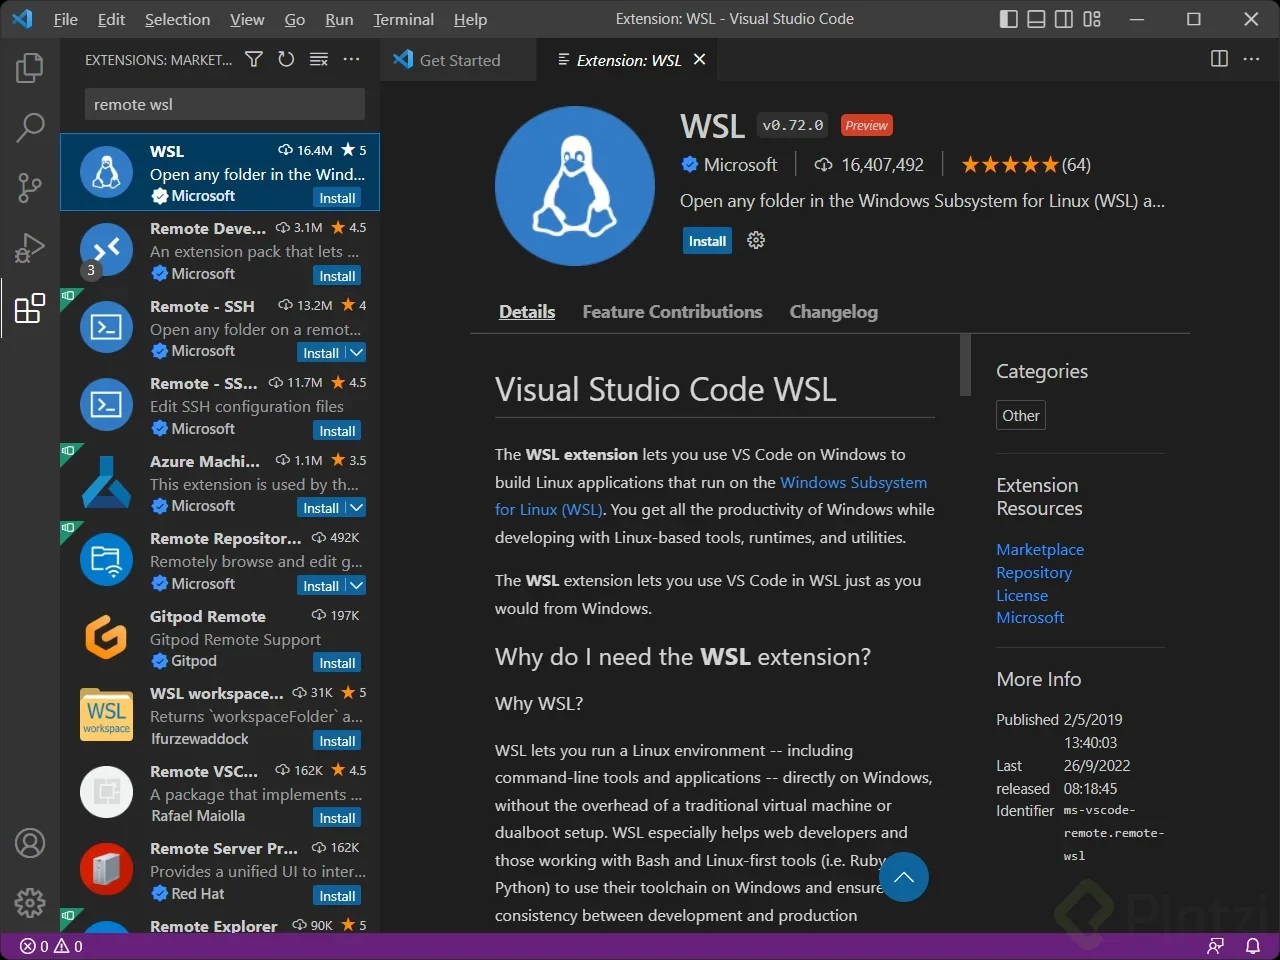 File Edit Selection View Go Run Terminal Help
Extension: WSL - Visual Studio Code
EXTENSIONS: MARKET...
Get Started
Extension: WSL
remote wsl
WSL 16.4M 5
Open any folder in the Wind...
Microsoft
Install
Remote Deve... 3.1M 4.5
An extension pack that lets ...
3
Microsoft
Install
Remote - SSH 13.2M 4
Open any folder on a remot...
Microsoft
Install
Remote - SS... 11.7M 4.5
Edit SSH configuration files
Microsoft
Install
Azure Machi... 1.1M 3.5
This extension is used by th...
Microsoft
Install
Remote Repositor... 492K
Remotely browse and edit g...
Microsoft
Install
Gitpod Remote 197K
Gitpod Remote Support
Gitpod
Install
WSL workspace... 31K 5
WSL
workspace
Returns `workspaceFolder` a...
lfurzewaddock
Install
Remote VSC... 162K 4.5
A package that implements ...
Rafael Maiolla
Install
Remote Server Pr... 162K
Provides a unified UI to inter...
Red Hat
Install
Remote Explorer 90K 5
WSL v0.72.0 Preview
Microsoft 16,407,492 (64)
Open any folder in the Windows Subsystem for Linux (WSL) a...
Install
Details Feature Contributions Changelog
Visual Studio Code WSL
The WSL extension lets you use VS Code on Windows to
build Linux applications that run on the Windows Subsystem
for Linux (WSL). You get all the productivity of Windows while
developing with Linux-based tools, runtimes, and utilities.
The WSL extension lets you use VS Code in WSL just as you
would from Windows.
Why do I need the WSL extension?
Why WSL?
WSL lets you run a Linux environment -- including
command-line tools and applications -- directly on Windows,
without the overhead of a traditional virtual machine or
dualboot setup. WSL especially helps web developers and
those working with Bash and Linux-first tools (i.e. Ruby
Python) to use their toolchain on Windows and ensure
consistency between development and production
Categories
Other
Extension
Resources
Marketplace
Repository
License
Microsoft
More Info
Published 2/5/2019
13:40:03
Last 26/9/2022
released 08:18:45
Identifier ms-vscode-
remote.remote-
wsl
Platzi
0 0